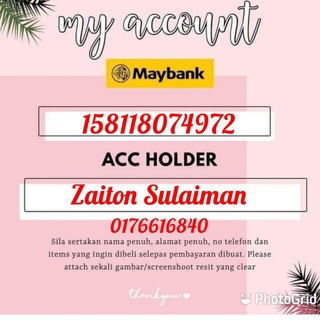 my account
Maybank
158118074972
ACC HOLDER
Zaiton Sulaiman
0176616840
Sila sertakan nama penuh, alamat penuh, no telefon dan
items yang ingin dibeli selepas pembayaran dibuat. Please
attach sekali gambar/screenshoot resit yang clear
thankyou
PhotoGrid